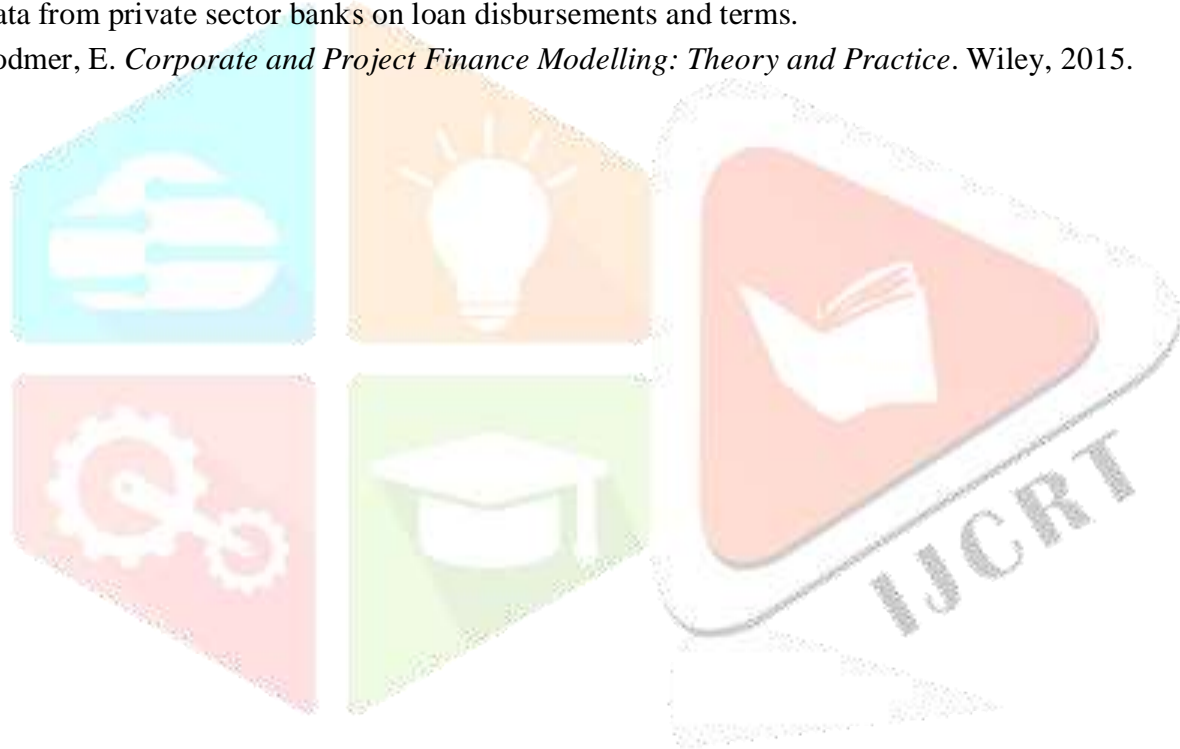 ata from private sector banks on loan disbursements and terms.
odmer, E. Corporate and Project Finance Modelling: Theory and Practice. Wiley, 2015.
IJCRT